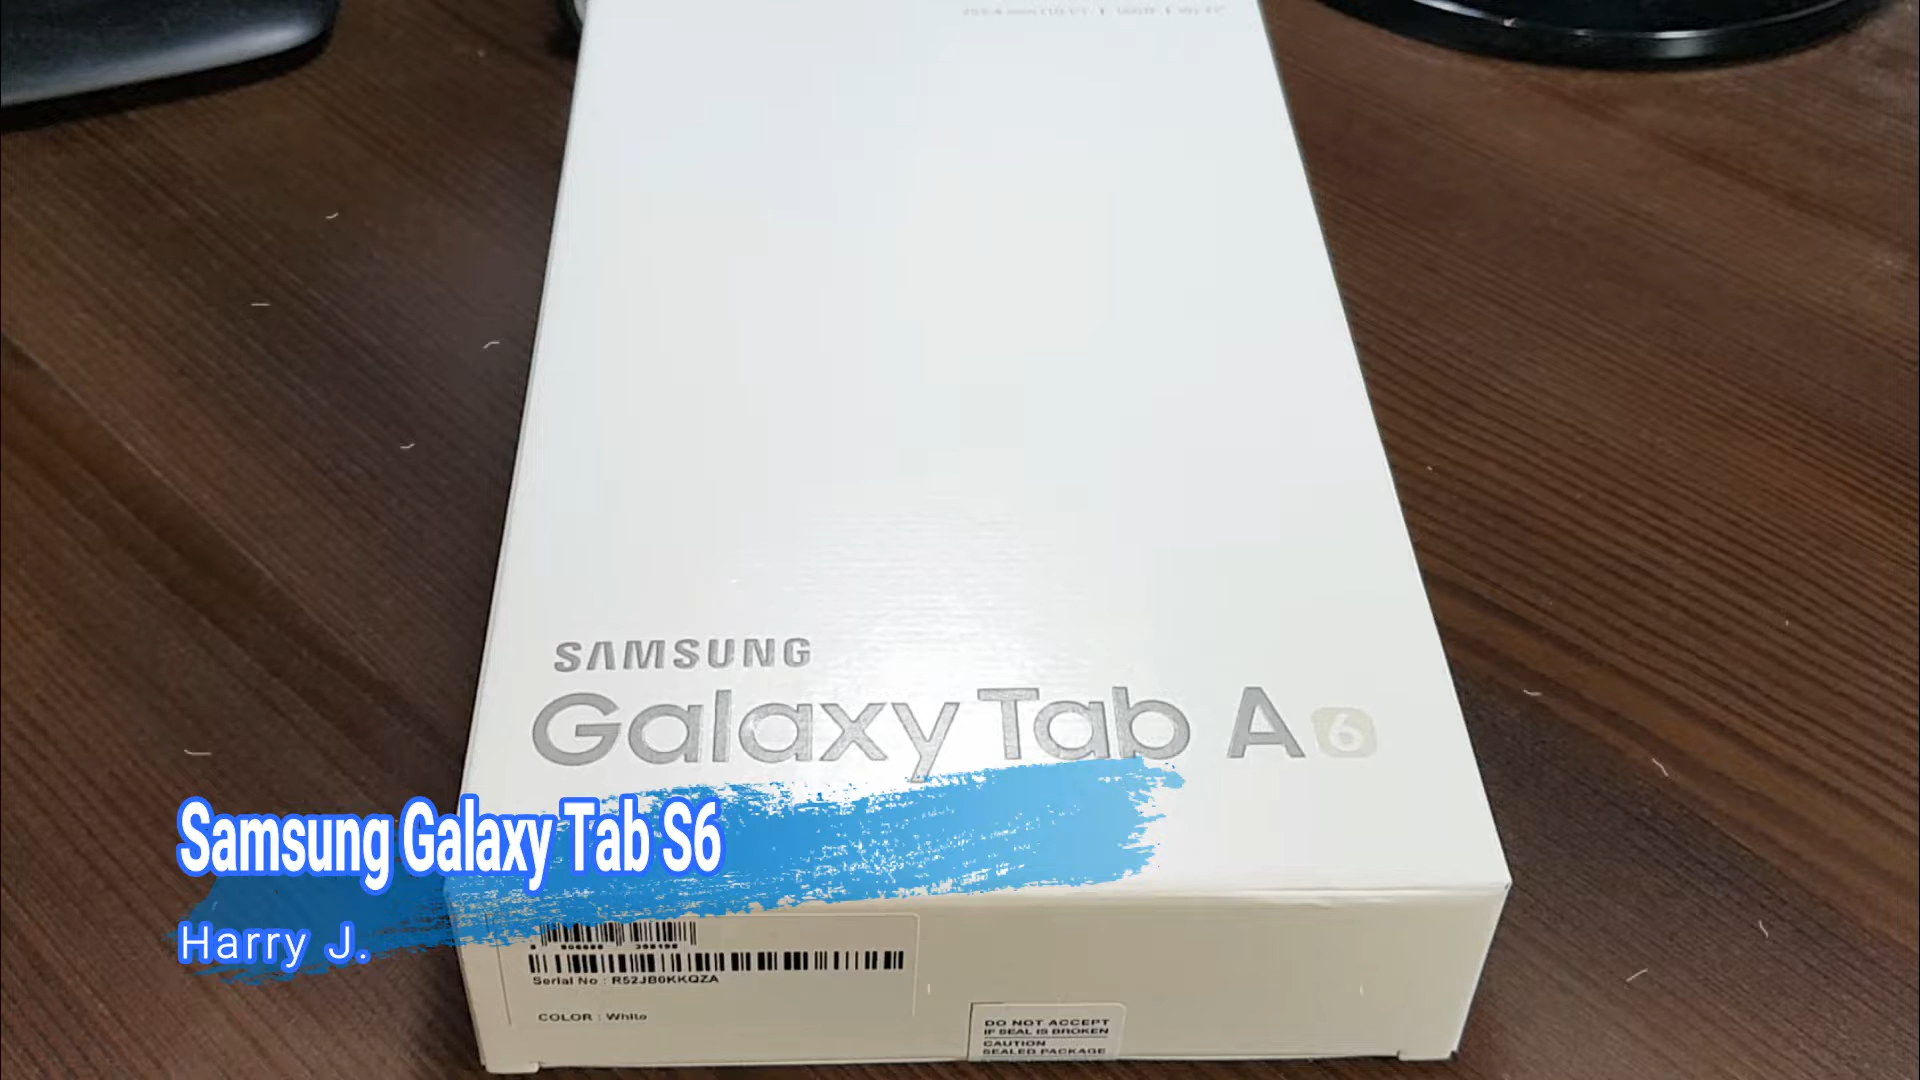 SAMSUNG
Galaxy Tab A 6
Samsung Galaxy Tab S6
Harry J.
Serial No : R52JB0KKQZA
COLOR : White
DO NOT ACCEPT
IF SEAL IS BROKEN
CAUTION
SEALED PACKAGE